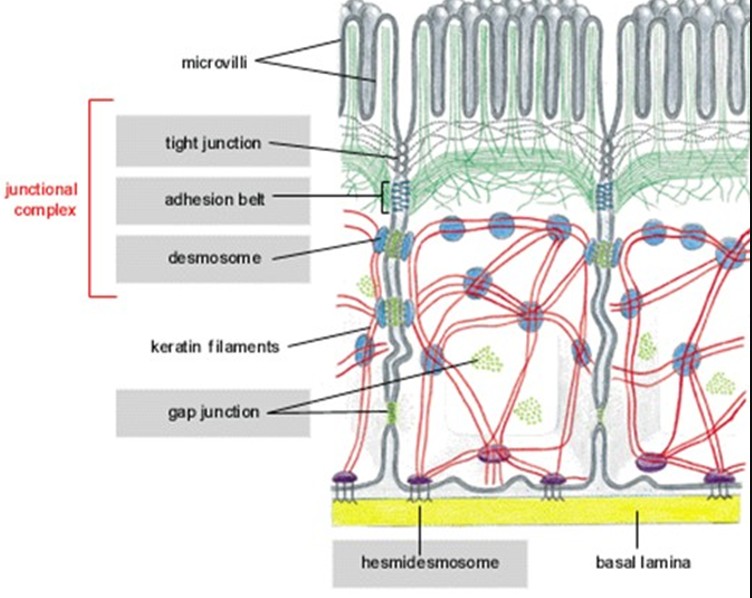 microvilli
tight junction
junctional
complex
adhesion belt
desmosome
keratin filaments
gap junction
hesmidesmosome
basal lamina